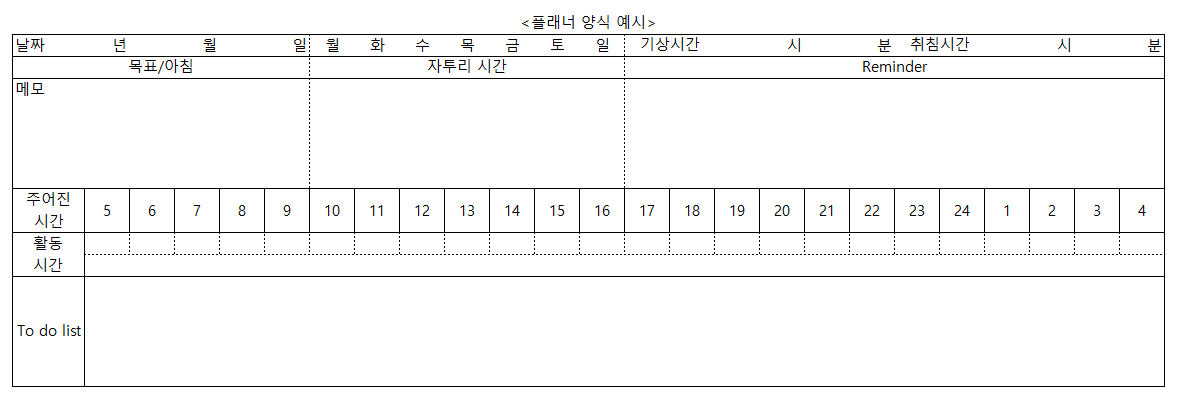 <플래너 양식 예시>
날짜 년 월 일 월 화 수 목 금 토 일 기상시간 시 분 취침시간 시 분
목표/아침 자투리 시간 Reminder
메모
주어진 시간 5 6 7 8 9 10 11 12 13 14 15 16 17 18 19 20 21 22 23 24 1 2 3 4
활동
시간
To do list